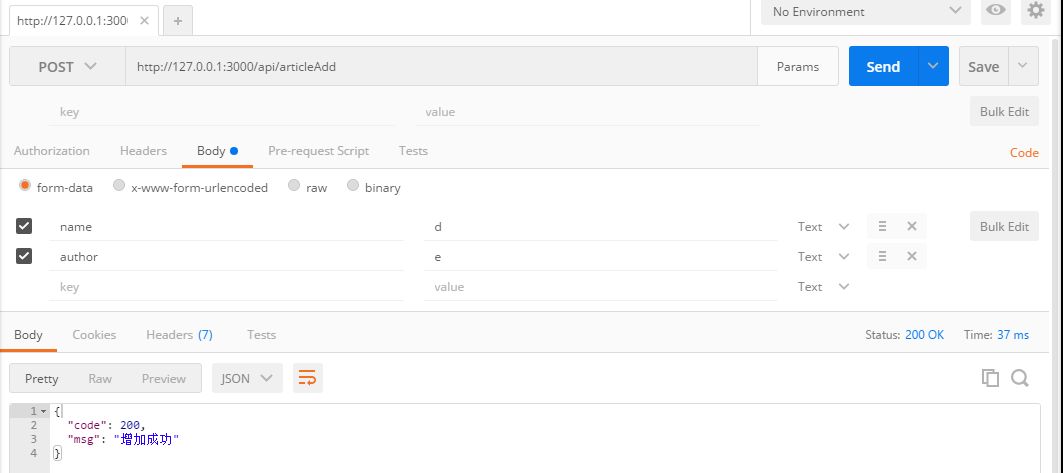 http://127.0.0.1:3000/ No Environment
POST http://127.0.0.1:3000/api/articleAdd Params Send Save
key value Bulk Edit
Authorization Headers Body Pre-request Script Tests Code
form-data x-www-form-urlencoded raw binary
name d Text Bulk Edit
author e Text
key value Text
Body Cookies Headers (7) Tests Status: 200 OK Time: 37 ms
Pretty Raw Preview JSON
1 {
2 "code": 200,
3 "msg": "增加成功"
4 }